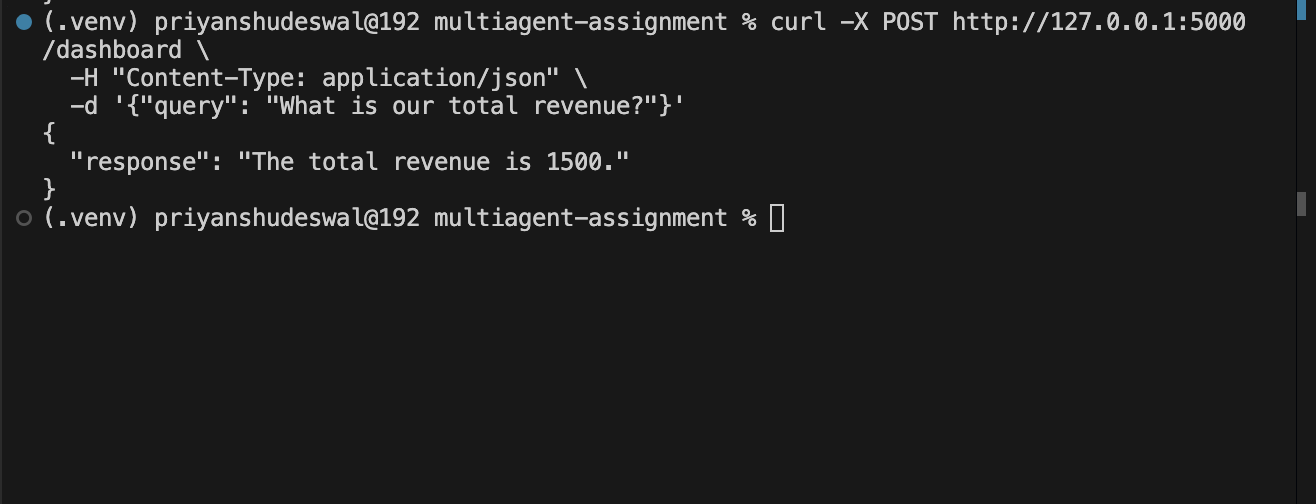 (.venv) priyanshudeswal@192 multiagent-assignment % curl -X POST http://127.0.0.1:5000
/dashboard \
  -H "Content-Type: application/json" \
  -d '{"query": "What is our total revenue?"}'
{
  "response": "The total revenue is 1500."
}
(.venv) priyanshudeswal@192 multiagent-assignment %